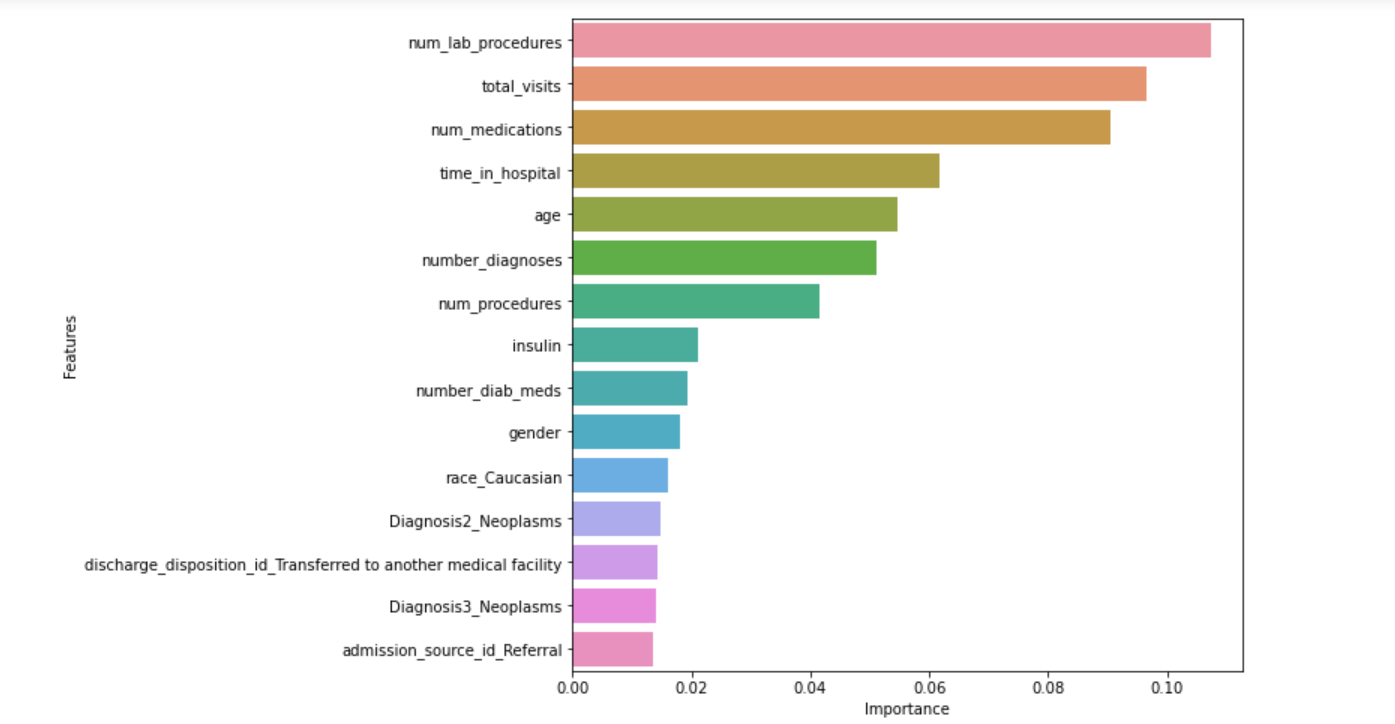 num_lab_procedures
total_visits
num_medications
time_in_hospital
age
number_diagnoses
num_procedures
insulin
number_diab_meds
gender
race_Caucasian
Diagnosis2_Neoplasms
discharge_disposition_id_Transferred to another medical facility
Diagnosis3_Neoplasms
admission_source_id_Referral
Features
0.00 0.02 0.04 0.06 0.08 0.10
Importance